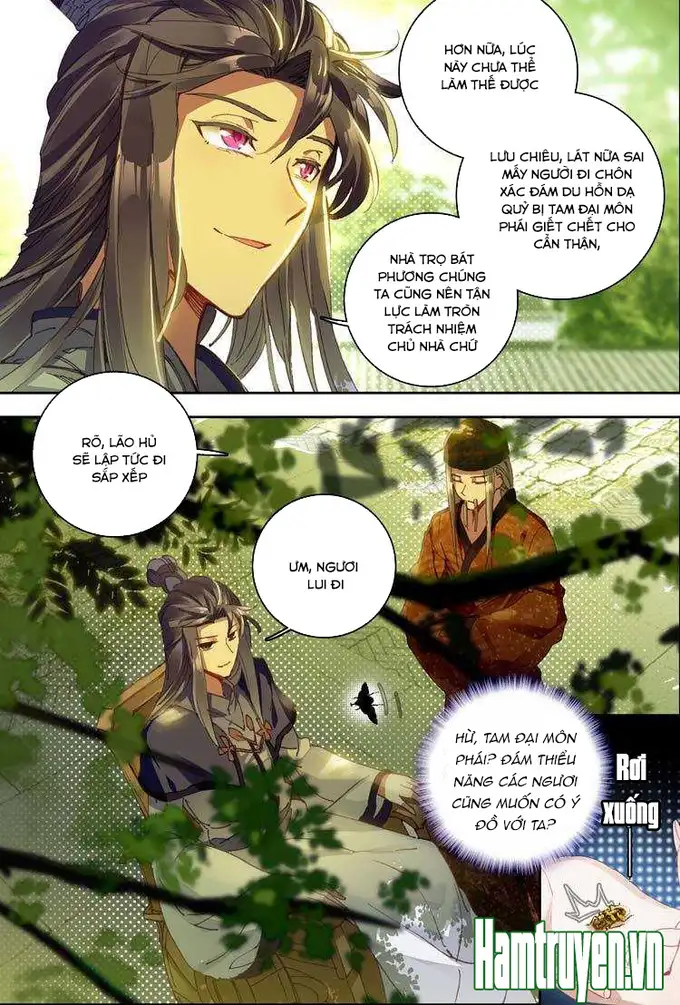 HƠN NỮA, LÚC
NÀY CHƯA THỂ
LÀM THẾ ĐƯỢC
LƯU CHIÊU, LÁT NỮA SAI
MẤY NGƯỜI ĐI CHÔN
XÁC ĐÁM DU HỒN DẠ
QUỶ BỊ TAM ĐẠI MÔN
PHÁI GIẾT CHẾT CHO
CẨN THẬN,
NHÀ TRỌ BÁT
PHƯƠNG CHÚNG
TA CŨNG NÊN TẬN
LỰC LÀM TRÒN
TRÁCH NHIỆM
CHỦ NHÀ CHỨ
RÕ, LÃO HỦ
SẼ LẬP TỨC ĐI
SẮP XẾP
ƯM, NGƯƠI
LUI ĐI
HỪ, TAM ĐẠI MÔN
PHÁI? ĐÁM THIỂU
NĂNG CÁC NGƯƠI
CŨNG MUỐN CÓ Ý
ĐỒ VỚI TA?
Rơi
xuống
Hamtruyen.vn